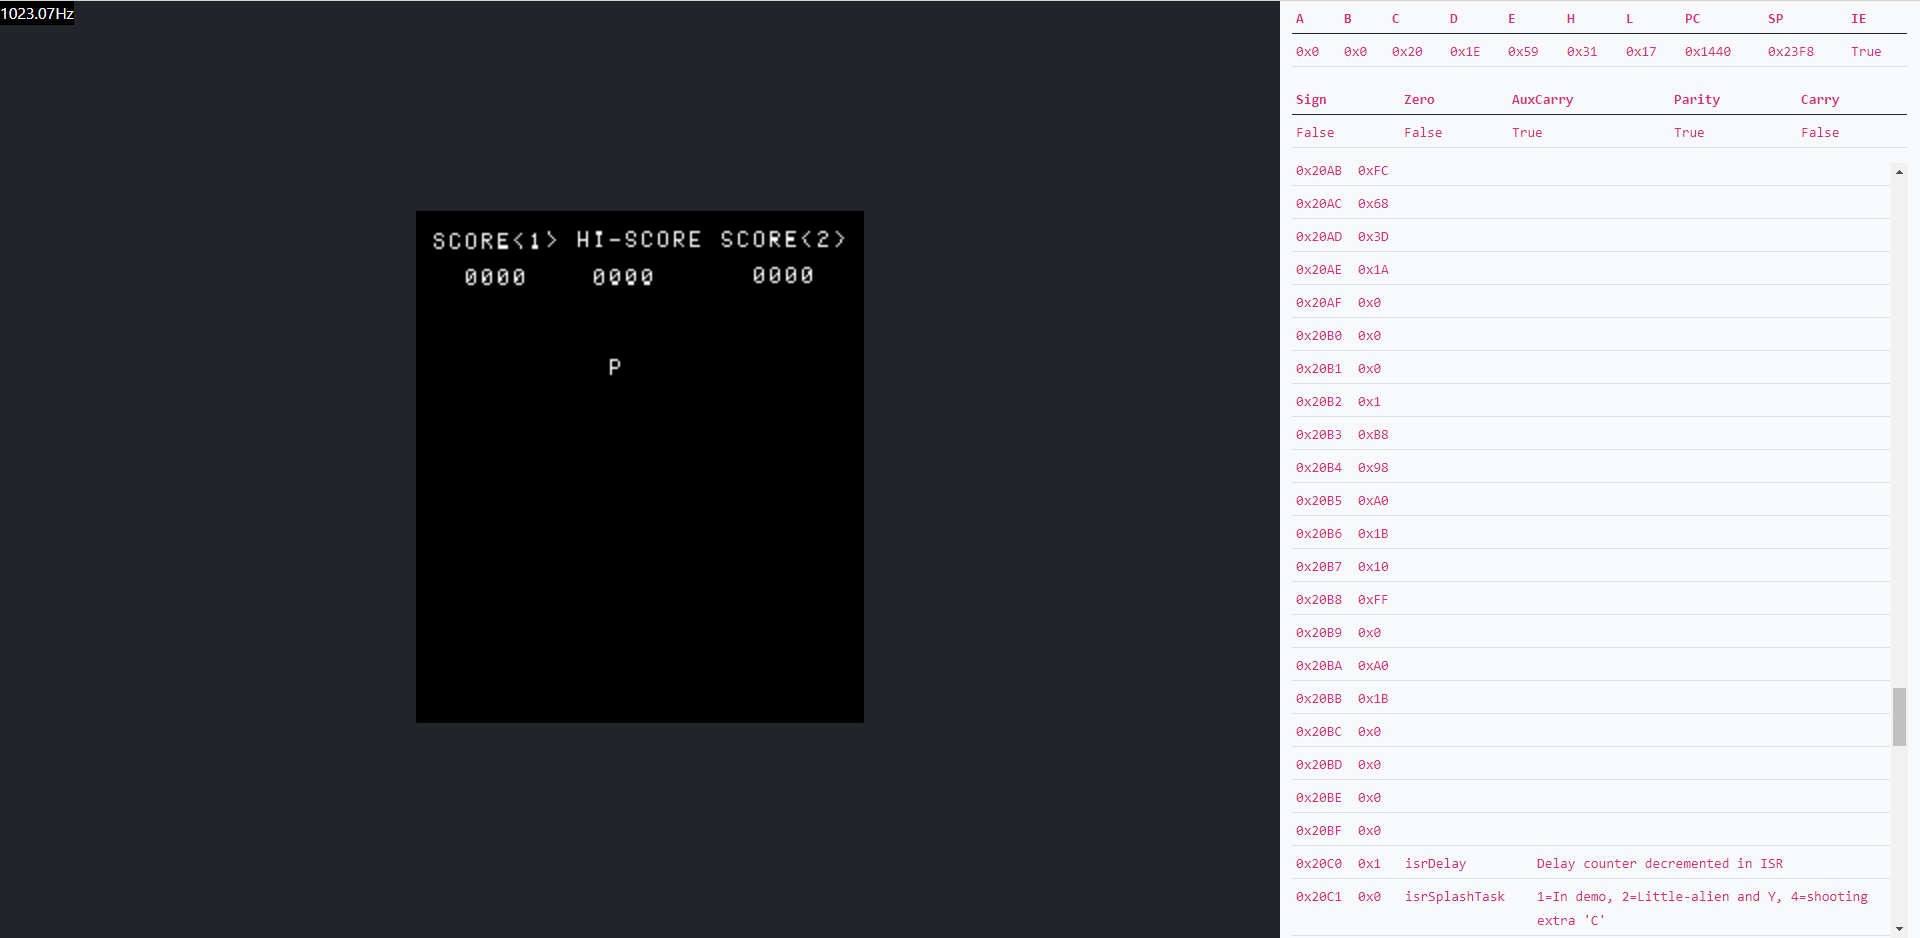 1023.07Hz
SCORE<1> HI-SCORE SCORE<2>
0000 0000 0000
P
A B C D E H L PC SP IE
0x0 0x0 0x20 0x1E 0x59 0x31 0x17 0x1440 0x23F8 True
Sign Zero AuxCarry Parity Carry
False False True True False
0x20AB 0xFC
0x20AC 0x68
0x20AD 0x3D
0x20AE 0x1A
0x20AF 0x0
0x20B0 0x0
0x20B1 0x0
0x20B2 0x1
0x20B3 0xB8
0x20B4 0x98
0x20B5 0xA0
0x20B6 0x1B
0x20B7 0x10
0x20B8 0xFF
0x20B9 0x0
0x20BA 0xA0
0x20BB 0x1B
0x20BC 0x0
0x20BD 0x0
0x20BE 0x0
0x20BF 0x0
0x20C0 0x1 isrDelay Delay counter decremented in ISR
0x20C1 0x0 isrSplashTask 1=In demo, 2=Little-alien and Y, 4=shooting
extra 'C'